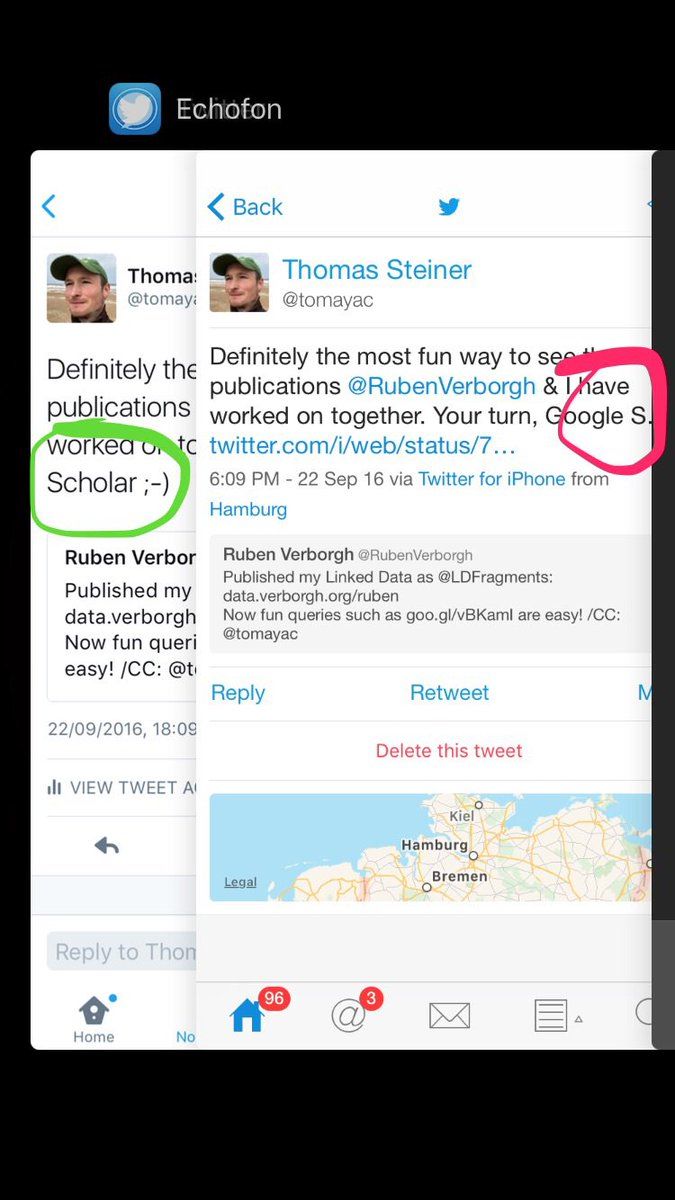 Echofon
Thomas
@tomaya
Definitely the
publications
worked on to
Scholar ;-)
Ruben Verbor
Published my
data.verborgh
Now fun queri
easy! /CC: @to
22/09/2016, 18:09
VIEW TWEET AC
Reply to Thom
Home
No
Back
Thomas Steiner
@tomayac
Definitely the most fun way to see the
publications @RubenVerborgh & I have
worked on together. Your turn, Google S.
twitter.com/i/web/status/7…
6:09 PM - 22 Sep 16 via Twitter for iPhone from
Hamburg
Ruben Verborgh @RubenVerborgh
Published my Linked Data as @LDFragments:
data.verborgh.org/ruben
Now fun queries such as goo.gl/vBKamI are easy! /CC:
@tomayac
Reply Retweet M
Delete this tweet
Kiel
Hamburg
Bremen
Legal
96
3